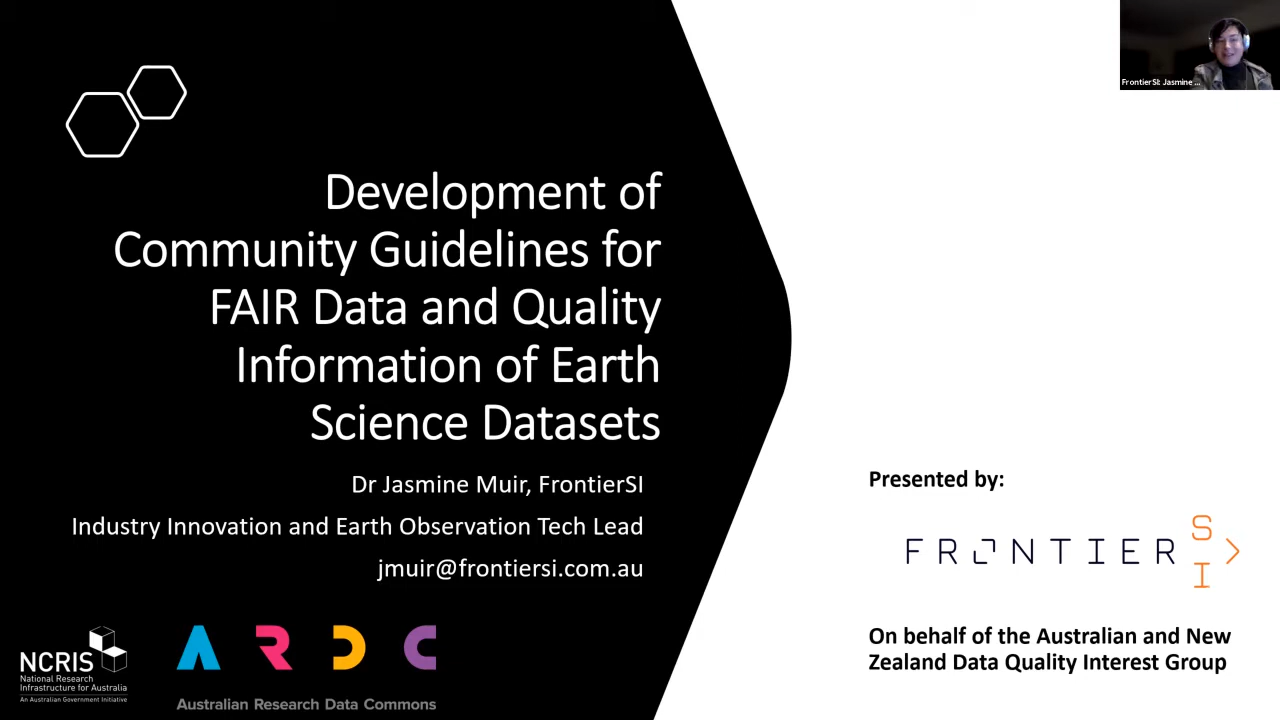 FrontierSI: Jasmine ...
Development of
Community Guidelines for
FAIR Data and Quality
Information of Earth
Science Datasets
Dr Jasmine Muir, FrontierSI
Industry Innovation and Earth Observation Tech Lead
jmuir@frontiersi.com.au
NCRIS
National Research
Infrastructure for Australia
An Australian Government Initiative
ARDC
Australian Research Data Commons
Presented by:
FRONTIER SI
On behalf of the Australian and New
Zealand Data Quality Interest Group